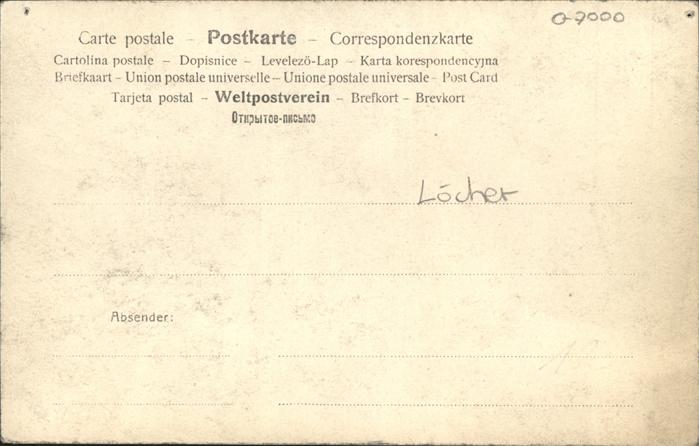 O-7000
Carte postale – Postkarte – Correspondenzkarte
Cartolina postale – Dopisnice – Levelező-Lap – Karta korespondencyjna
Briefkaart – Union postale universelle – Unione postale universale – Post Card
Tarjeta postal – Weltpostverein – Brefkort – Brevkort
Открытое-письмо
Löcher
Absender: